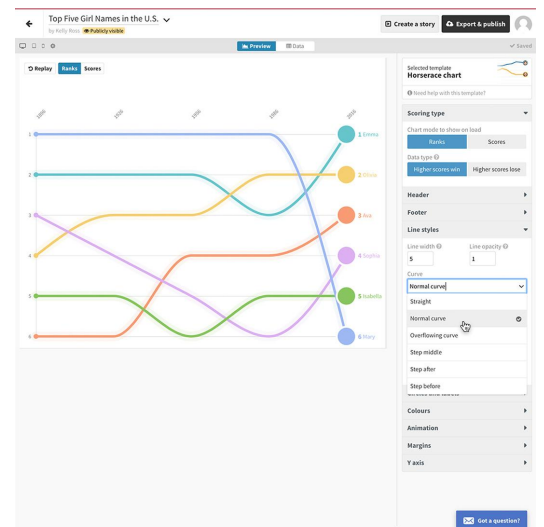 Top Five Girl Names in the U.S.
by Kelly Ross Publicly visible
Create a story
Export & publish
Preview
Data
Saved
Replay
Ranks
Scores
1896
1926
1956
1986
2016
1
2
3
4
5
6
1 Emma
2 Olivia
3 Ava
4 Sophia
5 Isabella
6 Mary
Selected template
Horserace chart
Need help with this template?
Scoring type
Chart mode to show on load
Ranks
Scores
Data type
Higher scores win
Higher scores lose
Header
Footer
Line styles
Line width
Line opacity
5
1
Curve
Normal curve
Straight
Normal curve
Overflowing curve
Step middle
Step after
Step before
Colours
Animation
Margins
Y axis
Got a question?